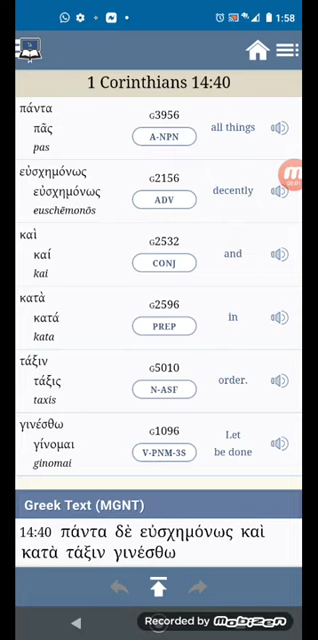 1:58
1 Corinthians 14:40
πάντα
πᾶς
pas
G3956
A-NPN
all things
εὐσχημόνως
εὐσχημόνως
euschēmonōs
G2156
ADV
decently
καὶ
καί
kai
G2532
CONJ
and
κατὰ
κατά
kata
G2596
PREP
in
τάξιν
τάξις
taxis
G5010
N-ASF
order.
γινέσθω
γίνομαι
ginomai
G1096
V-PNM-3S
Let
be done
Greek Text (MGNT)
14:40 πάντα δὲ εὐσχημόνως καὶ
κατὰ τάξιν γινέσθω
Recorded by MOBIZEN